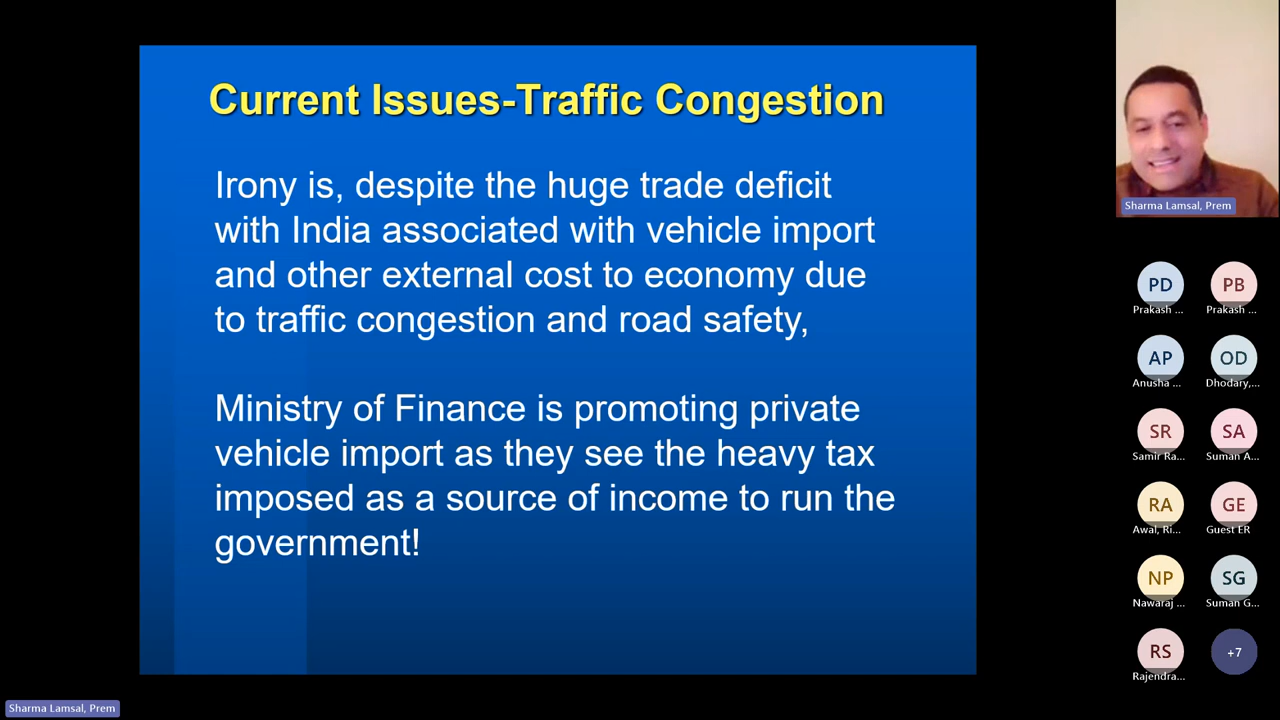 Current Issues-Traffic Congestion
Irony is, despite the huge trade deficit
with India associated with vehicle import
and other external cost to economy due
to traffic congestion and road safety,
Ministry of Finance is promoting private
vehicle import as they see the heavy tax
imposed as a source of income to run the
government!
Sharma Lamsal, Prem
PD
PB
Prakash ...
Prakash ...
AP
OD
Anusha ...
Dhodary,...
SR
SA
Samir Ra...
Suman A...
RA
GE
Awal, Ri...
Guest ER
NP
SG
Nawaraj ...
Suman G...
RS
+7
Rajendra...
Sharma Lamsal, Prem